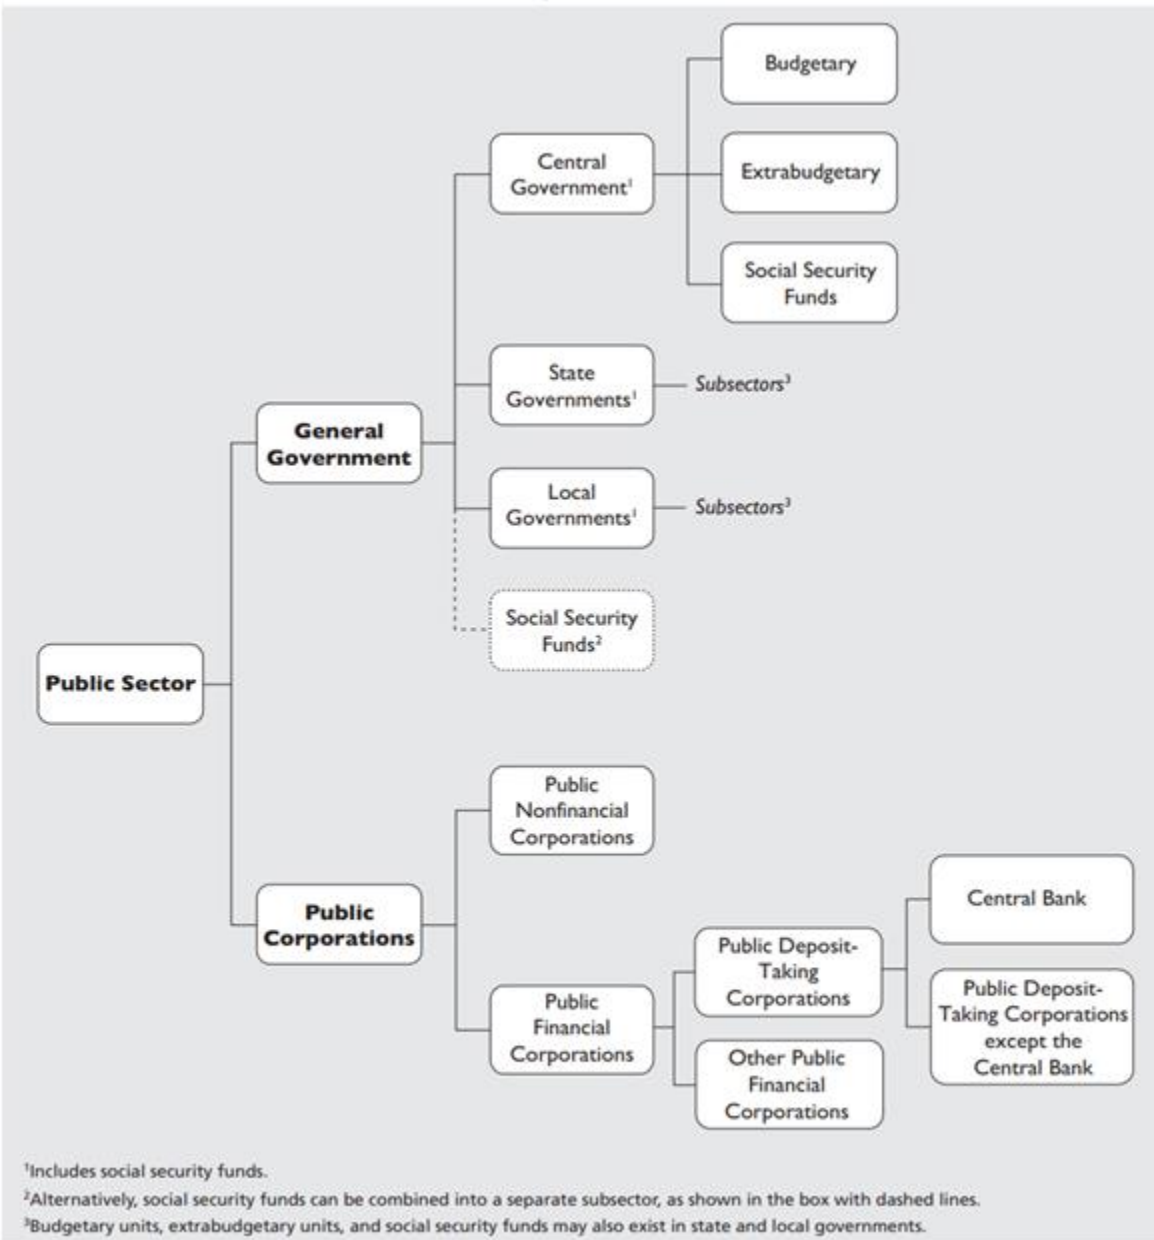 Budgetary
Central
Government¹
Extrabudgetary
Social Security
Funds
State
Governments¹
Subsectors³
General
Government
Local
Governments¹
Subsectors³
Social Security
Funds²
Public Sector
Public
Nonfinancial
Corporations
Public
Corporations
Central Bank
Public Deposit-
Taking
Corporations
Public
Financial
Corporations
Public Deposit-
Taking Corporations
except the
Central Bank
Other Public
Financial
Corporations
¹Includes social security funds.
²Alternatively, social security funds can be combined into a separate subsector, as shown in the box with dashed lines.
³Budgetary units, extrabudgetary units, and social security funds may also exist in state and local governments.